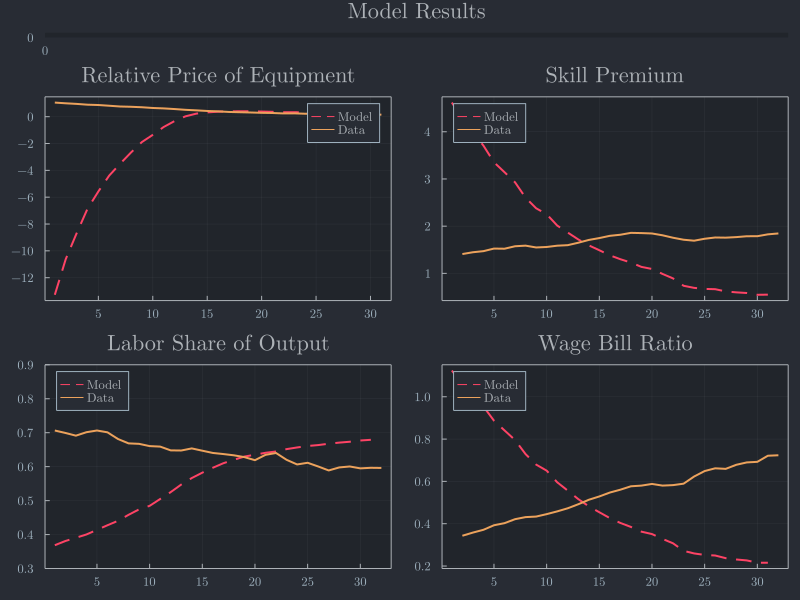 Model Results
0
0
Relative Price of Equipment
0
−2
−4
−6
−8
−10
−12
5 10 15 20 25 30
Model
Data
Skill Premium
4
3
2
1
5 10 15 20 25 30
Model
Data
Labor Share of Output
0.9
0.8
0.7
0.6
0.5
0.4
0.3
5 10 15 20 25 30
Model
Data
Wage Bill Ratio
1.0
0.8
0.6
0.4
0.2
5 10 15 20 25 30
Model
Data